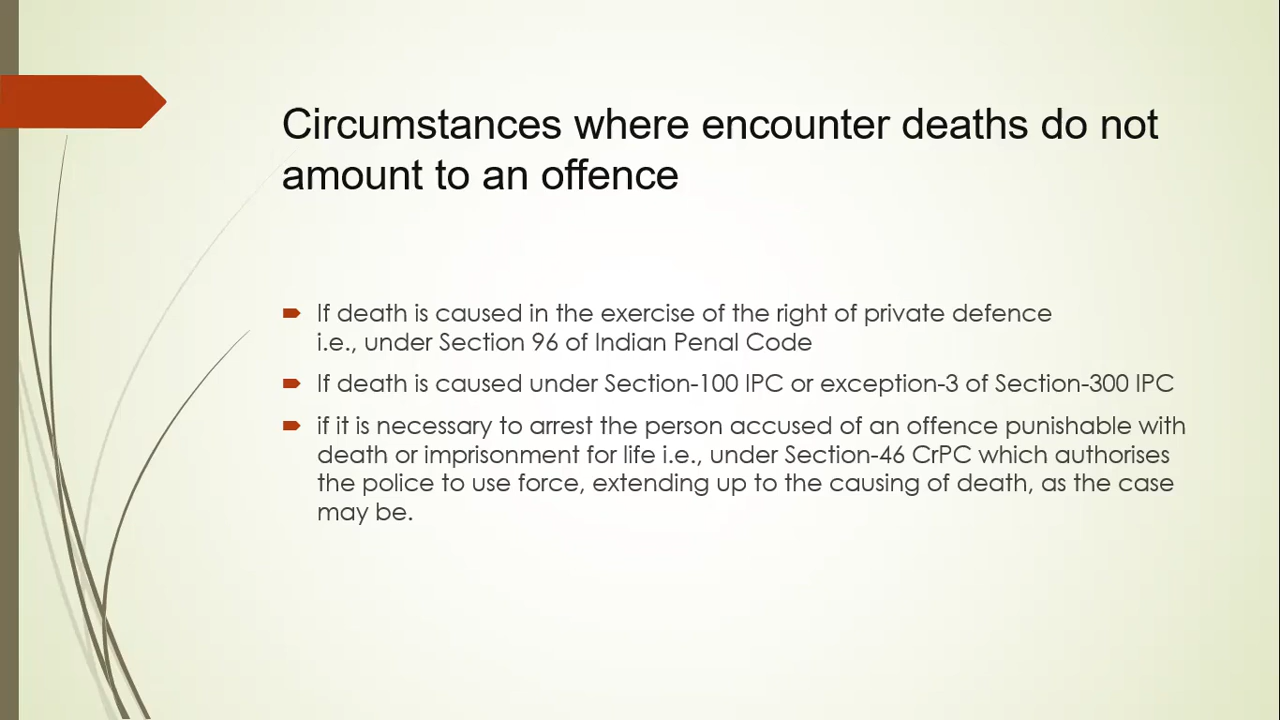 Circumstances where encounter deaths do not
amount to an offence
If death is caused in the exercise of the right of private defence
i.e., under Section 96 of Indian Penal Code
If death is caused under Section-100 IPC or exception-3 of Section-300 IPC
if it is necessary to arrest the person accused of an offence punishable with
death or imprisonment for life i.e., under Section-46 CrPC which authorises
the police to use force, extending up to the causing of death, as the case
may be.